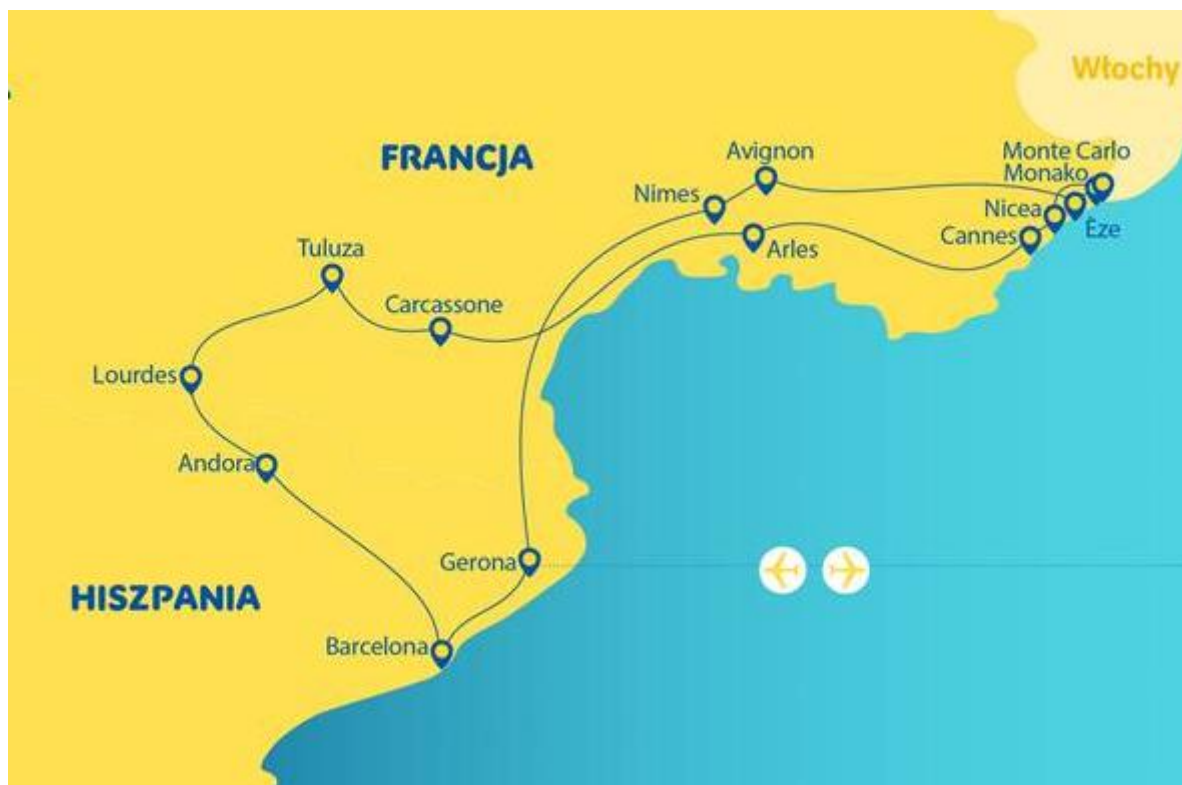 Włochy
FRANCJA
Avignon
Monte Carlo
Monako
Nimes
Nicea
Èze
Cannes
Arles
Tuluza
Carcassone
Lourdes
Andora
Gerona
HISZPANIA
Barcelona